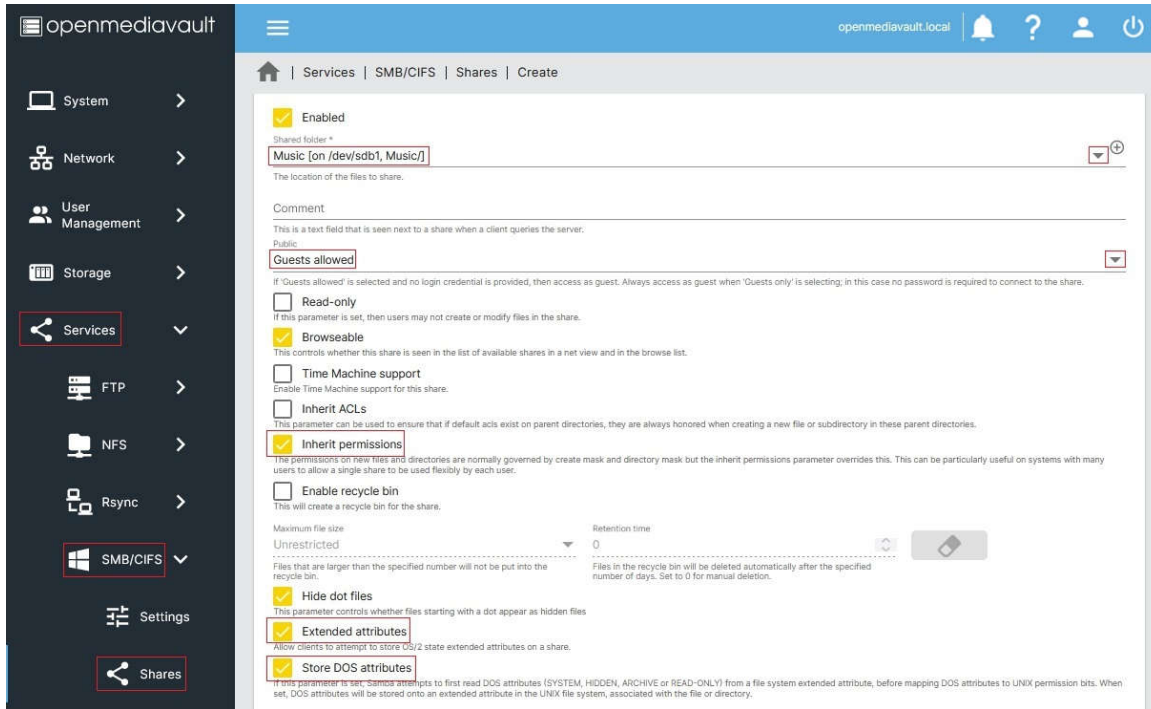 openmediavault
openmediavault.local
Services | SMB/CIFS | Shares | Create
System
Network
User
Management
Storage
Services
FTP
NFS
Rsync
SMB/CIFS
Settings
Shares
Enabled
Shared folder *
Music [on /dev/sdb1, Music/]
The location of the files to share.
Comment
This is a text field that is seen next to a share when a client queries the server.
Public
Guests allowed
If 'Guests allowed' is selected and no login credential is provided, then access as guest. Always access as guest when 'Guests only' is selecting; in this case no password is required to connect to the share.
Read-only
If this parameter is set, then users may not create or modify files in the share.
Browseable
This controls whether this share is seen in the list of available shares in a net view and in the browse list.
Time Machine support
Enable Time Machine support for this share.
Inherit ACLs
This parameter can be used to ensure that if default acls exist on parent directories, they are always honored when creating a new file or subdirectory in these parent directories.
Inherit permissions
The permissions on new files and directories are normally governed by create mask and directory mask but the inherit permissions parameter overrides this. This can be particularly useful on systems with many
users to allow a single share to be used flexibly by each user.
Enable recycle bin
This will create a recycle bin for the share.
Maximum file size
Unrestricted
Files that are larger than the specified number will not be put into the
recycle bin.
Retention time
0
Files in the recycle bin will be deleted automatically after the specified
number of days. Set to 0 for manual deletion.
Hide dot files
This parameter controls whether files starting with a dot appear as hidden files
Extended attributes
Allow clients to attempt to store OS/2 state extended attributes on a share.
Store DOS attributes
If this parameter is set, Samba attempts to first read DOS attributes (SYSTEM, HIDDEN, ARCHIVE or READ-ONLY) from a file system extended attribute, before mapping DOS attributes to UNIX permission bits. When
set, DOS attributes will be stored onto an extended attribute in the UNIX file system, associated with the file or directory.